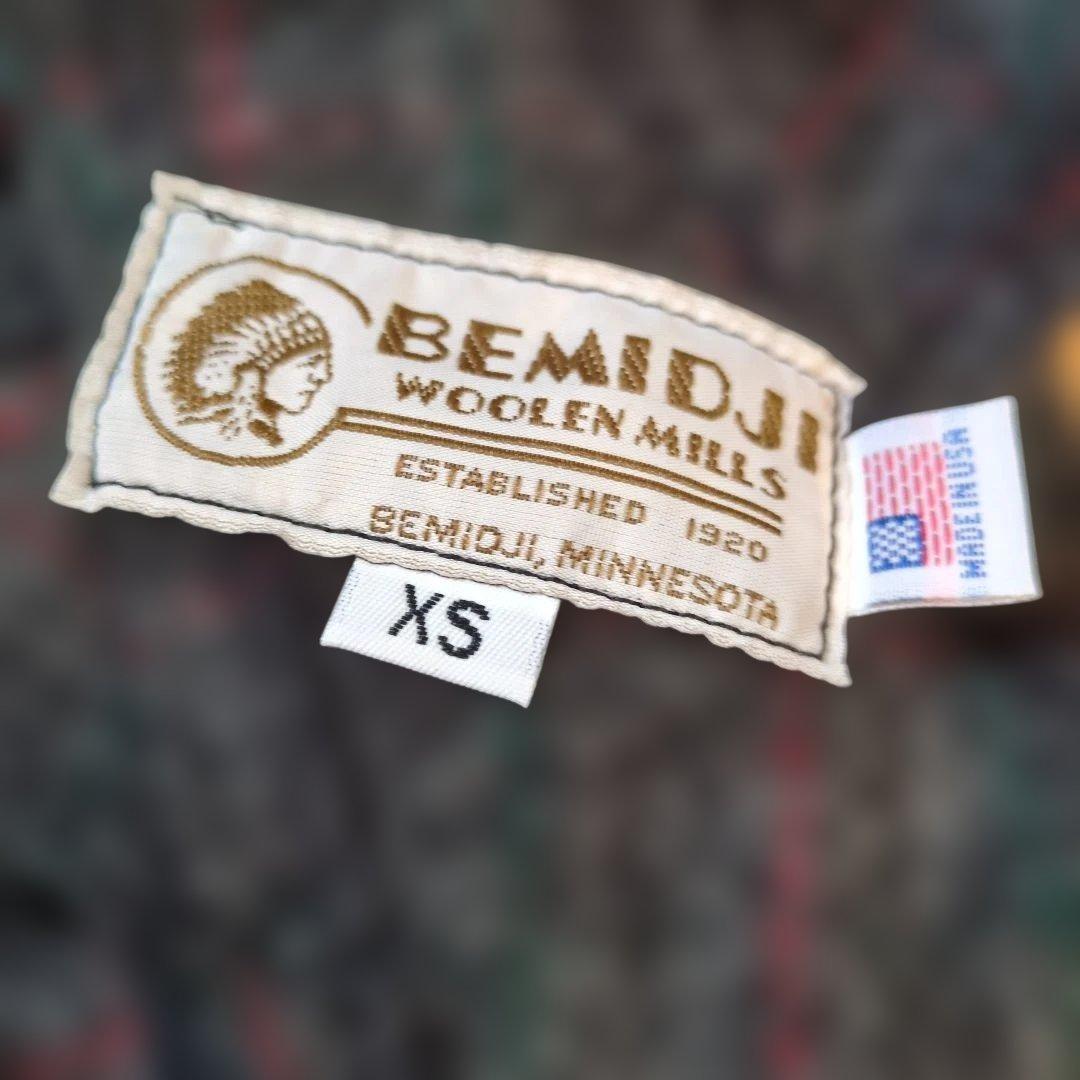 BEMIDJI
WOOLEN MILLS
ESTABLISHED 1920
BEMIDJI, MINNESOTA
XS
MADE IN USA